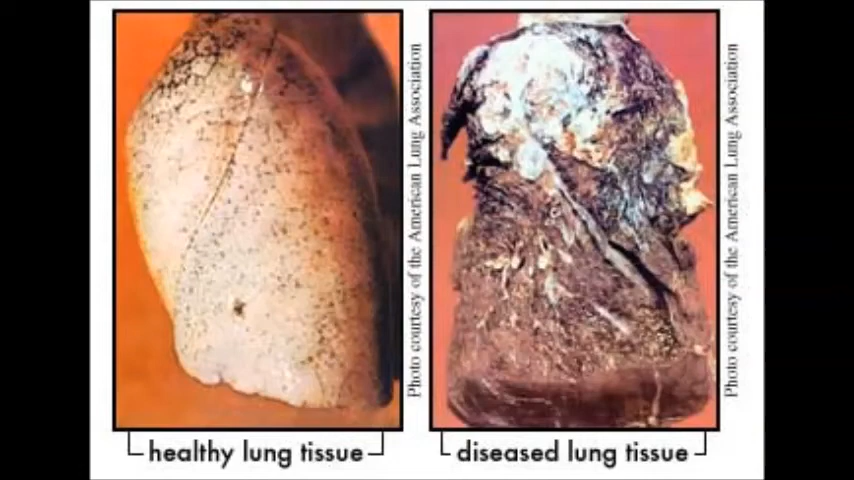 Photo courtesy of the American Lung Association
Photo courtesy of the American Lung Association
healthy lung tissue
diseased lung tissue